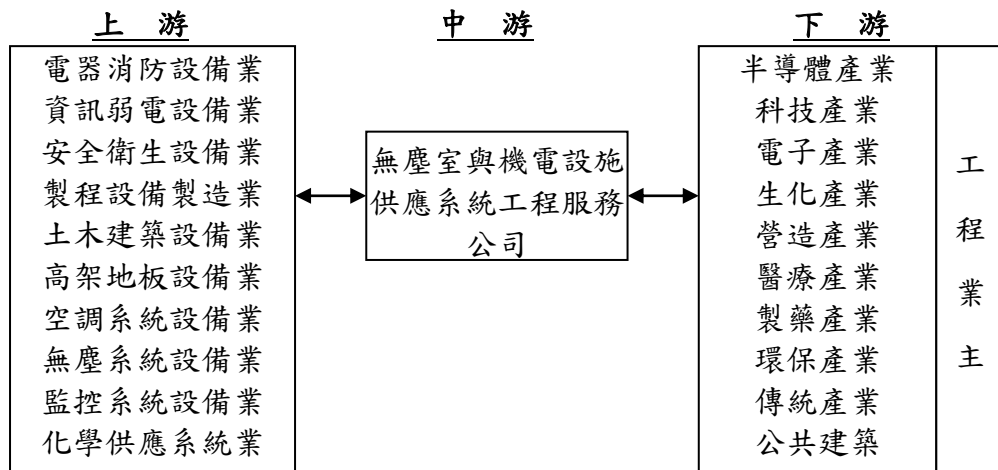 上 游
電器消防設備業
資訊弱電設備業
安全衛生設備業
製程設備製造業
土木建築設備業
高架地板設備業
空調系統設備業
無塵系統設備業
監控系統設備業
化學供應系統業
中 游
無塵室與機電設施
供應系統工程服務
公司
下 游
半導體產業
科技產業
電子產業
生化產業
營造產業
醫療產業
製藥產業
環保產業
傳統產業
公共建築
工程業主